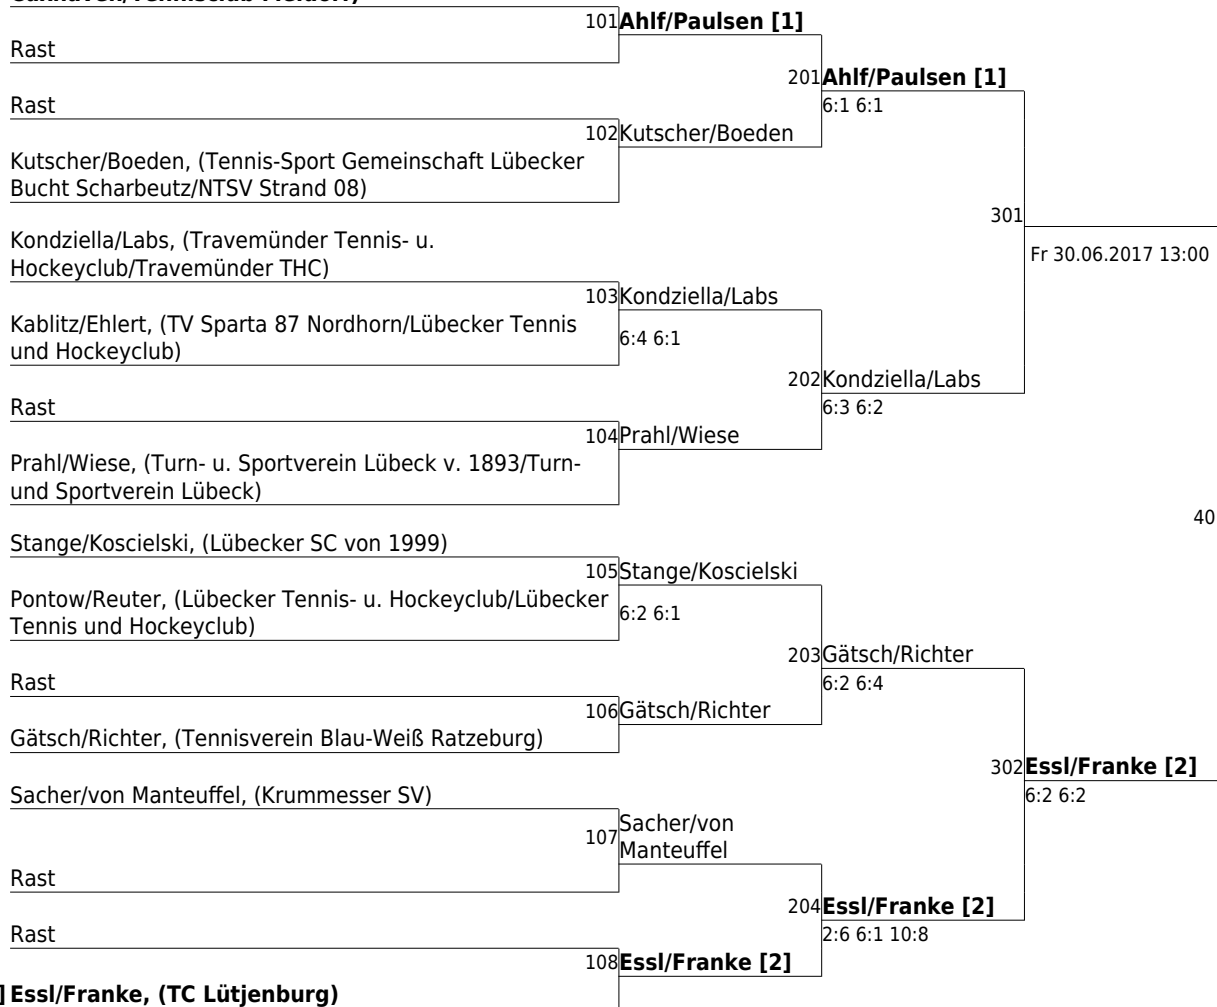 101 Ahlf/Paulsen [1]
Rast
201 Ahlf/Paulsen [1]
6:1 6:1
Rast
102 Kutscher/Boeden
Kutscher/Boeden, (Tennis-Sport Gemeinschaft Lübecker
Bucht Scharbeutz/NTSV Strand 08)
301
Fr 30.06.2017 13:00
Kondziella/Labs, (Travemünder Tennis- u.
Hockeyclub/Travemünder THC)
103 Kondziella/Labs
6:4 6:1
Kablitz/Ehlert, (TV Sparta 87 Nordhorn/Lübecker Tennis
und Hockeyclub)
202 Kondziella/Labs
6:3 6:2
Rast
104 Prahl/Wiese
Prahl/Wiese, (Turn- u. Sportverein Lübeck v. 1893/Turn-
und Sportverein Lübeck)
40
Stange/Koscielski, (Lübecker SC von 1999)
105 Stange/Koscielski
6:2 6:1
Pontow/Reuter, (Lübecker Tennis- u. Hockeyclub/Lübecker
Tennis und Hockeyclub)
203 Gätsch/Richter
6:2 6:4
Rast
106 Gätsch/Richter
Gätsch/Richter, (Tennisverein Blau-Weiß Ratzeburg)
302 Essl/Franke [2]
6:2 6:2
Sacher/von Manteuffel, (Krummesser SV)
107 Sacher/von
Manteuffel
Rast
204 Essl/Franke [2]
2:6 6:1 10:8
Rast
108 Essl/Franke [2]
] Essl/Franke, (TC Lütjenburg)